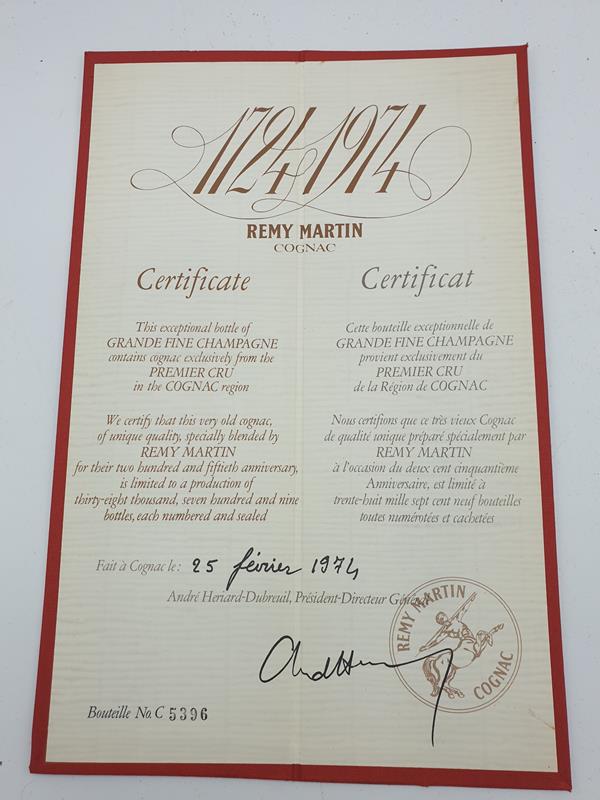 1724 1974
REMY MARTIN
COGNAC
Certificate
This exceptional bottle of
GRANDE FINE CHAMPAGNE
contains cognac exclusively from the
PREMIER CRU
in the COGNAC region
We certify that this very old cognac,
of unique quality, specially blended by
REMY MARTIN
for their two hundred and fiftieth anniversary,
is limited to a production of
thirty-eight thousand, seven hundred and nine
bottles, each numbered and sealed
Certificat
Cette bouteille exceptionnelle de
GRANDE FINE CHAMPAGNE
provient exclusivement du
PREMIER CRU
de la Région de COGNAC
Nous certifions que ce très vieux Cognac
de qualité unique préparé spécialement par
REMY MARTIN
à l'occasion du deux cent cinquantième
Anniversaire, est limité à
trente-huit mille sept cent neuf bouteilles
toutes numérotées et cachetées
Fait à Cognac le: 25 février 1974
André Heriard-Dubreuil, Président-Directeur Général
REMY MARTIN
COGNAC
Bouteille No. C 5396